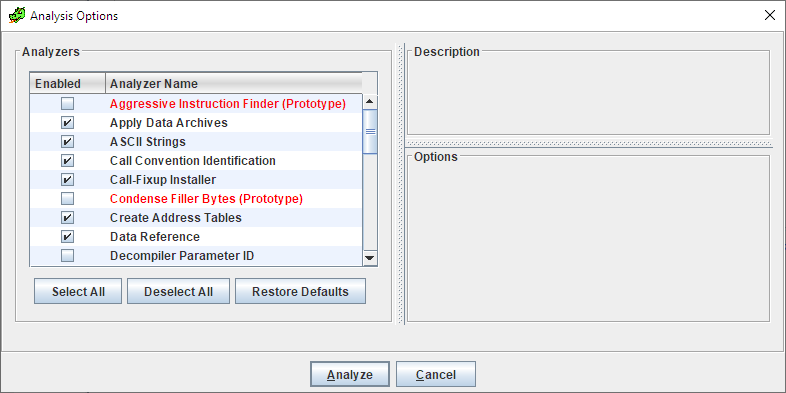 Analysis Options
Analyzers
Enabled Analyzer Name
Aggressive Instruction Finder (Prototype)
Apply Data Archives
ASCII Strings
Call Convention Identification
Call-Fixup Installer
Condense Filler Bytes (Prototype)
Create Address Tables
Data Reference
Decompiler Parameter ID
Select All Deselect All Restore Defaults
Description
Options
Analyze Cancel